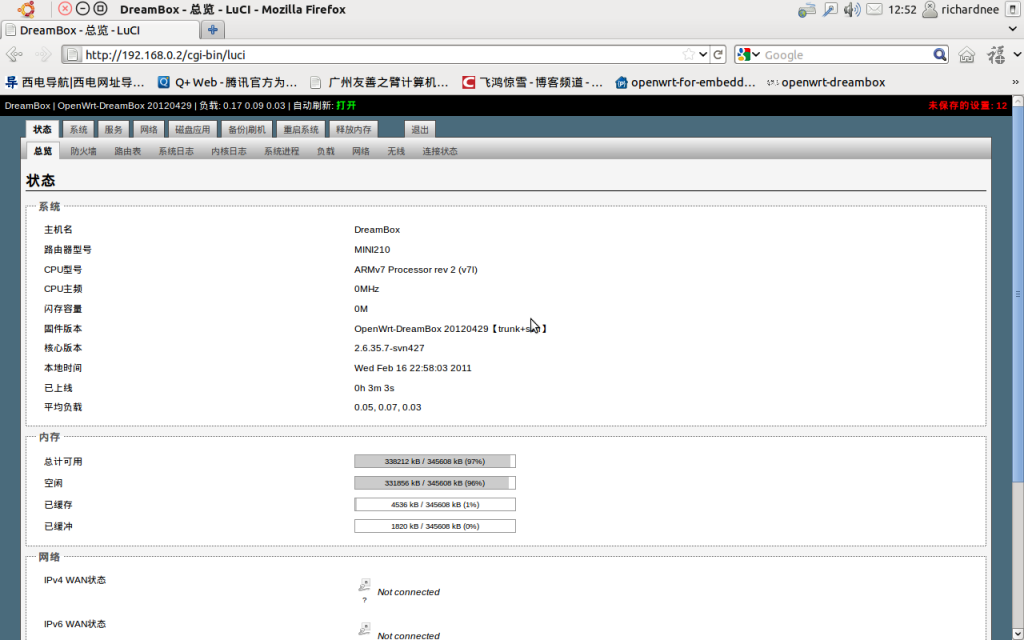 DreamBox - 总览 - LuCI - Mozilla Firefox
12:52 richardnee
DreamBox - 总览 - LuCI
http://192.168.0.2/cgi-bin/luci
Google
西电导航|西电网址导... Q+Web - 腾讯官方为... 广州友善之臂计算机... 飞鸿惊雪 - 博客频道 - ... openwrt-for-embedd... openwrt-dreambox »
DreamBox | OpenWrt-DreamBox 20120429 | 负载: 0.17 0.09 0.03 | 自动刷新: 打开
未保存的设置: 12
状态 系统 服务 网络 磁盘应用 备份|刷机 重启系统 释放内存 退出
总览 防火墙 路由表 系统日志 内核日志 系统进程 负载 网络 无线 连接状态
状态
系统
主机名 DreamBox
路由器型号 MINI210
CPU型号 ARMv7 Processor rev 2 (v7l)
CPU主频 0MHz
闪存容量 0M
固件版本 OpenWrt-DreamBox 20120429【trunk+svn】
核心版本 2.6.35.7-svn427
本地时间 Wed Feb 16 22:58:03 2011
已上线 0h 3m 3s
平均负载 0.05, 0.07, 0.03
内存
总计可用 338212 kB / 345608 kB (97%)
空闲 331856 kB / 345608 kB (96%)
已缓存 4536 kB / 345608 kB (1%)
已缓冲 1820 kB / 345608 kB (0%)
网络
IPv4 WAN状态 ? Not connected
IPv6 WAN状态 Not connected